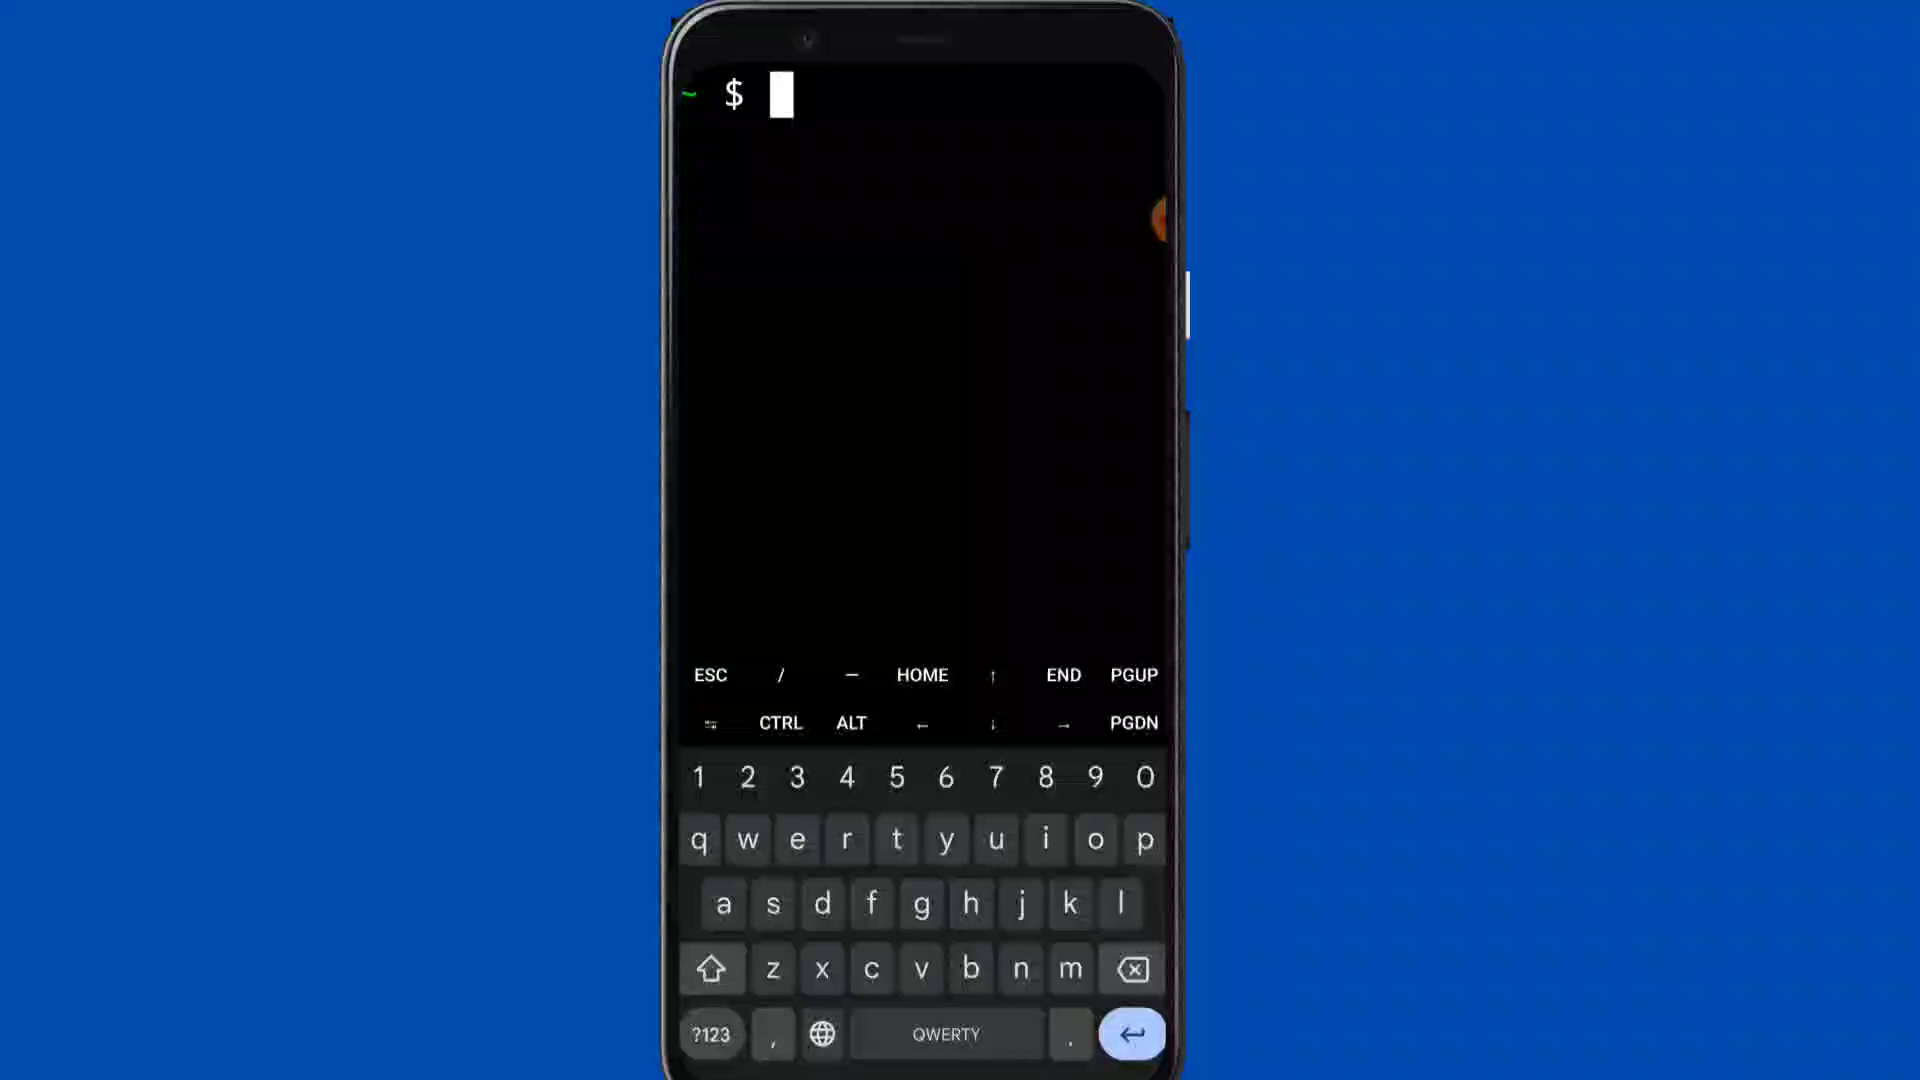 ~ $
ESC / — HOME ↑ END PGUP
⇆ CTRL ALT ← ↓ → PGDN
1 2 3 4 5 6 7 8 9 0
q w e r t y u i o p
a s d f g h j k l
z x c v b n m
?123 , QWERTY .